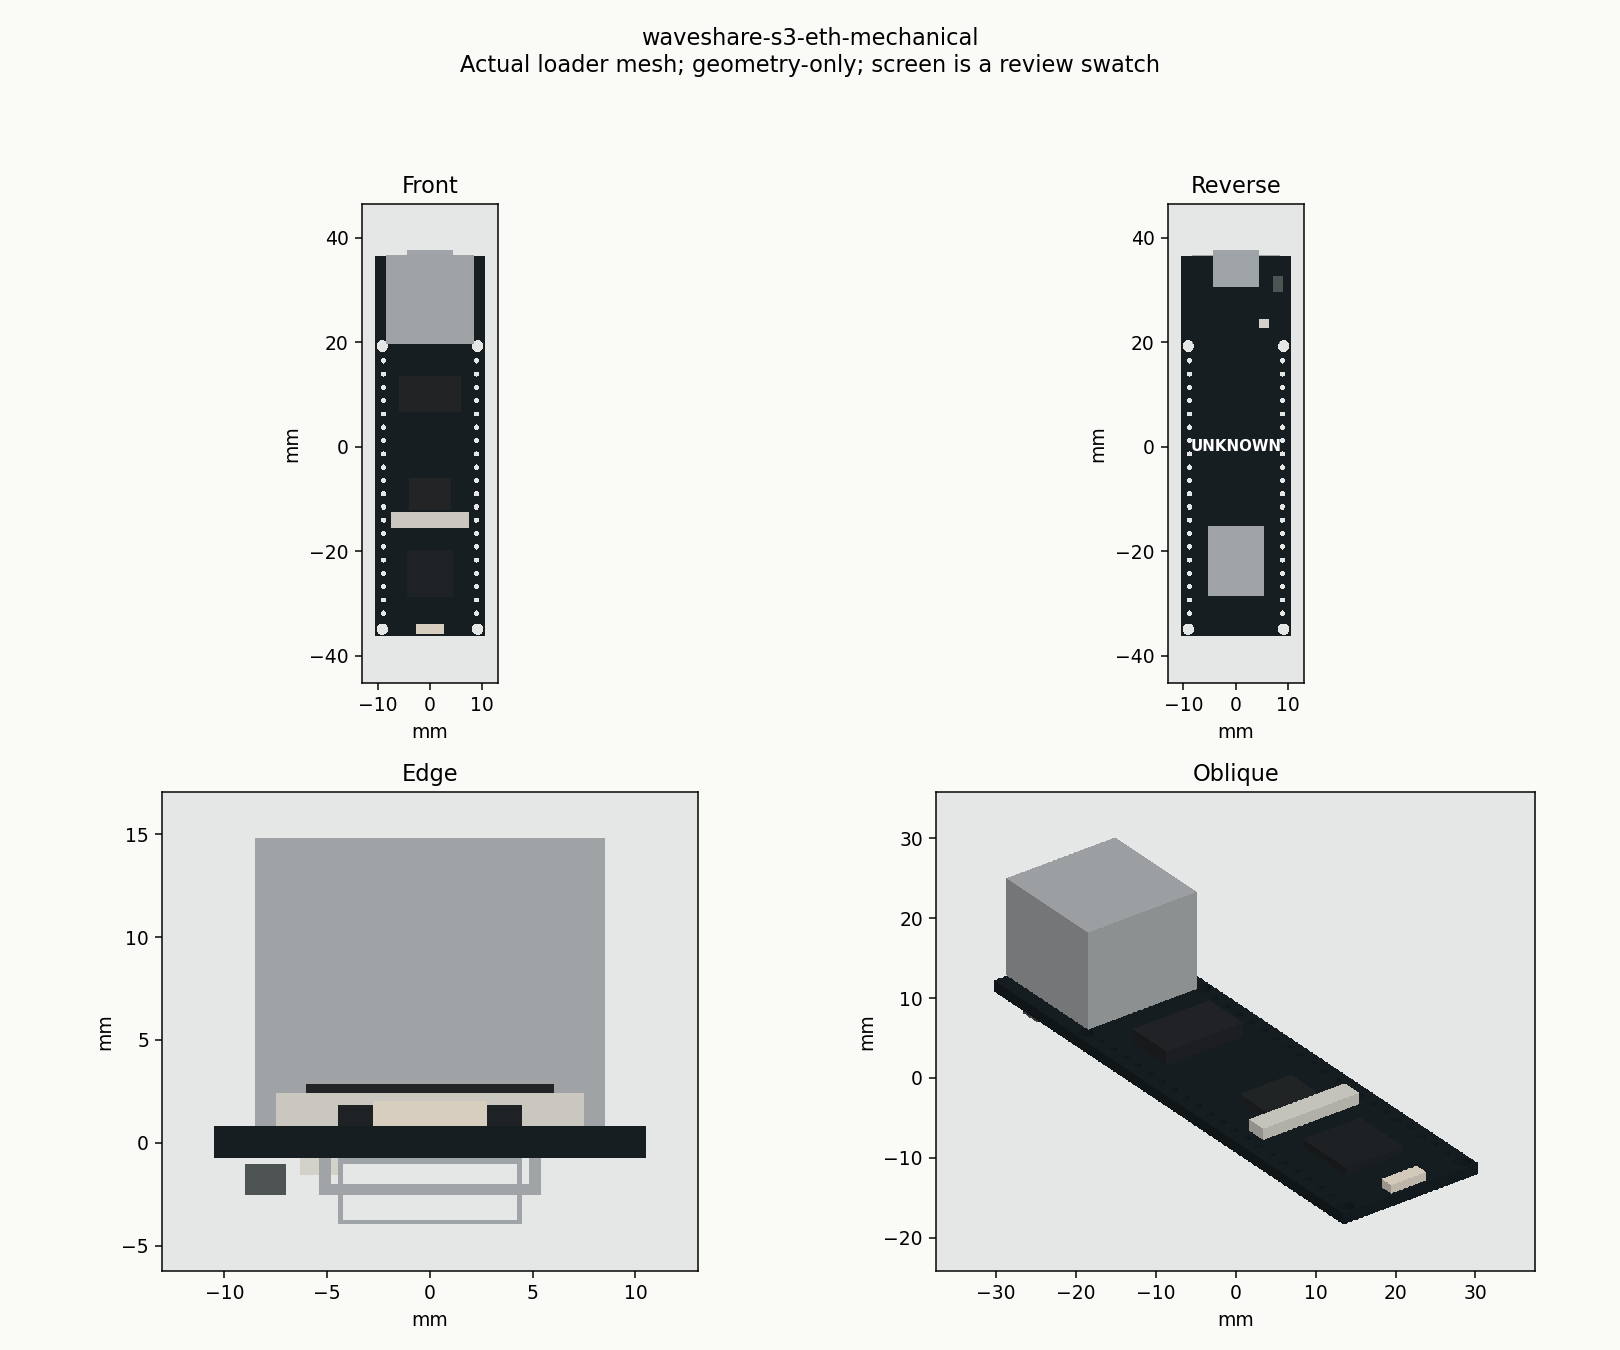 waveshare-s3-eth-mechanical
Actual loader mesh; geometry-only; screen is a review swatch
Front
40
20
0
−20
−40
mm
−10 0 10
mm
Reverse
40
20
0
−20
−40
mm
UNKNOWN
−10 0 10
mm
Edge
15
10
5
0
−5
mm
−10 −5 0 5 10
mm
Oblique
30
20
10
0
−10
−20
mm
−30 −20 −10 0 10 20 30
mm